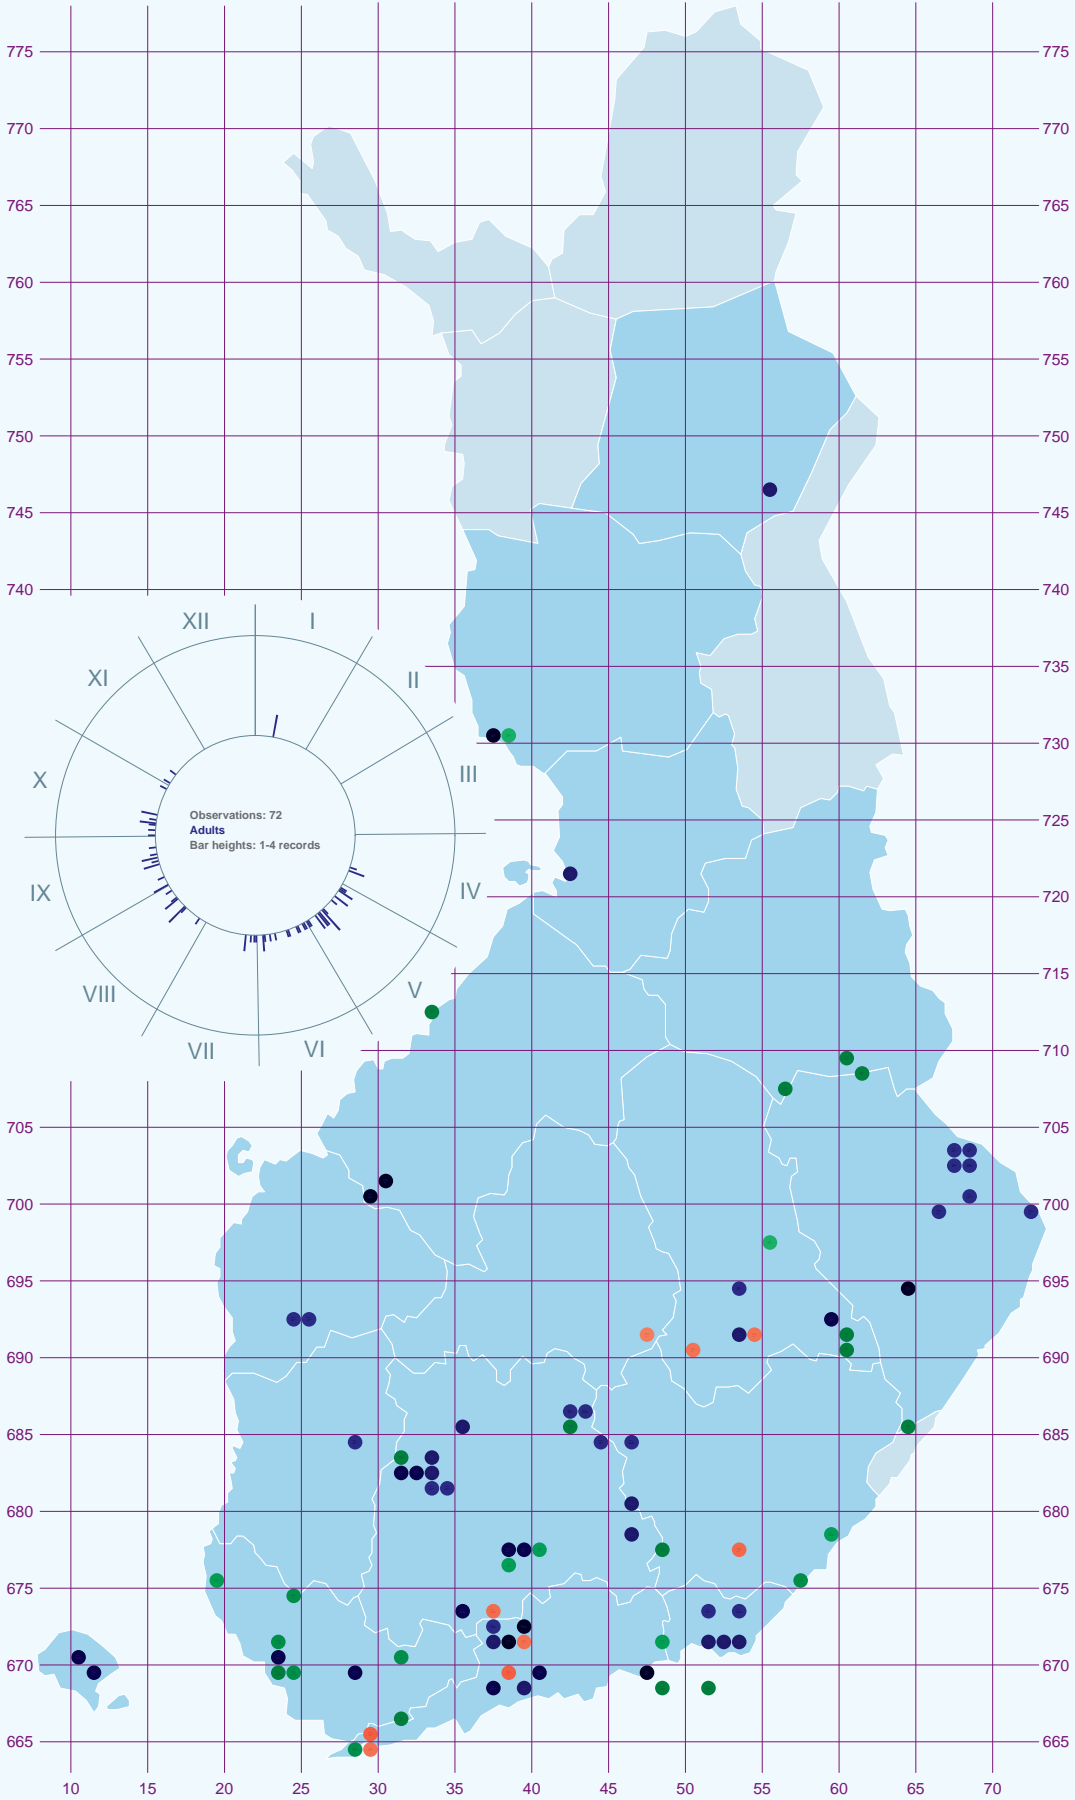 775 775
770 770
765 765
760 760
755 755
750 750
745 745
740 740
XII I
XI II
735
730
X III
Observations: 72
Adults
Bar heights: 1-4 records
725
IX IV
720
VIII V
715
VII VI
710
705 705
700 700
695 695
690 690
685 685
680 680
675 675
670 670
665 665
10 15 20 25 30 35 40 45 50 55 60 65 70